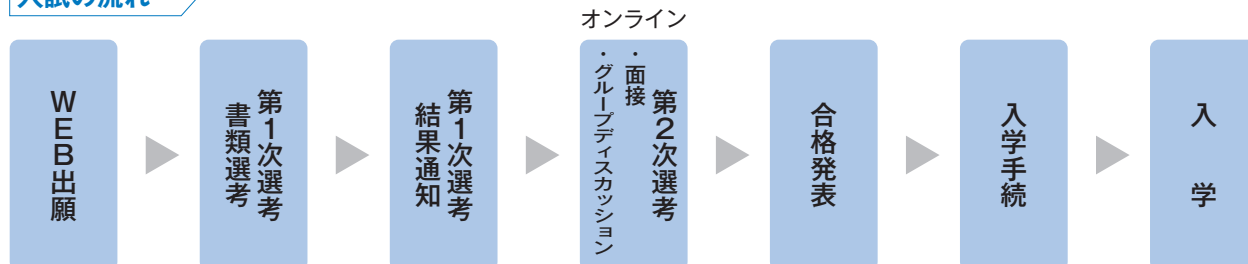 入試の流れ
オンライン
WEB出願
第1次選考
書類選考
第1次選考
結果通知
第2次選考
・面接
・グループディスカッション
合格発表
入学手続
入学